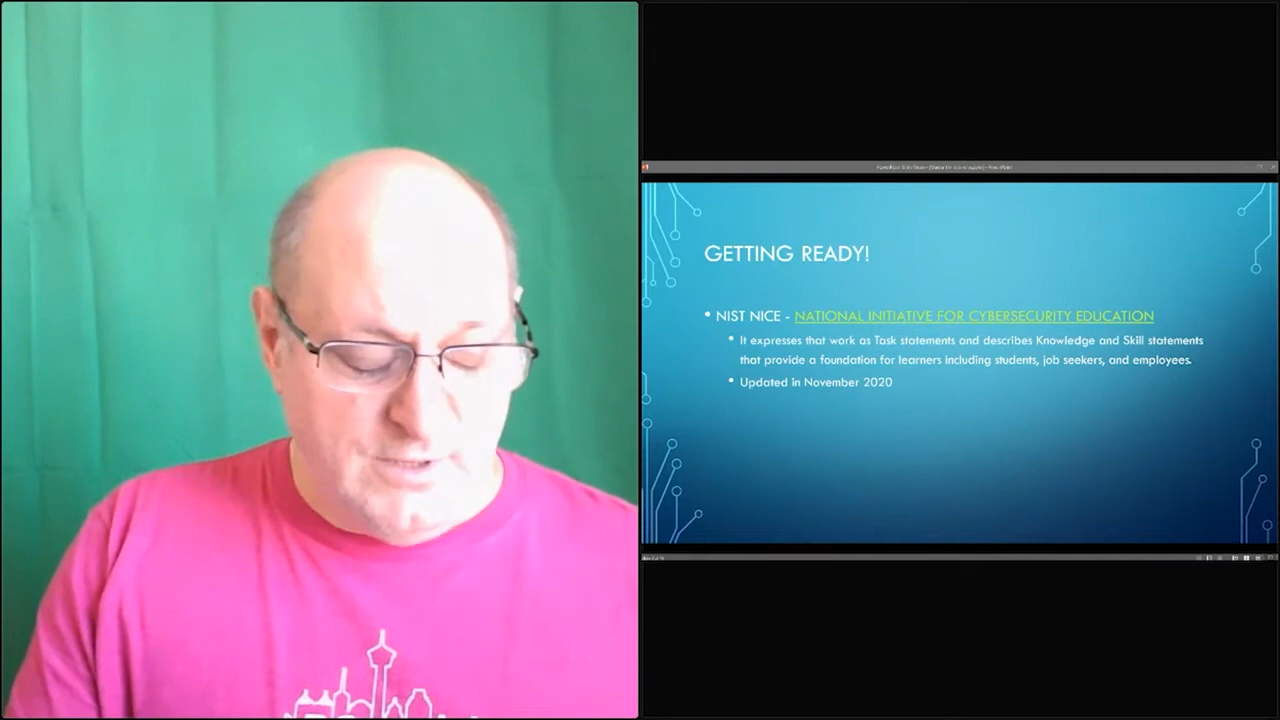 GETTING READY!
• NIST NICE - NATIONAL INITIATIVE FOR CYBERSECURITY EDUCATION
• It expresses that work as Task statements and describes Knowledge and Skill statements
that provide a foundation for learners including students, job seekers, and employees.
• Updated in November 2020